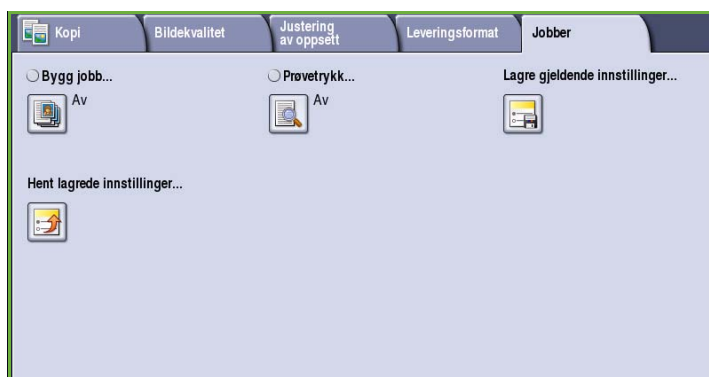 Kopi
Bildekvalitet
Justering
av oppsett
Leveringsformat
Jobber
Bygg jobb...
Av
Prøvetrykk...
Av
Lagre gjeldende innstillinger...
Hent lagrede innstillinger...